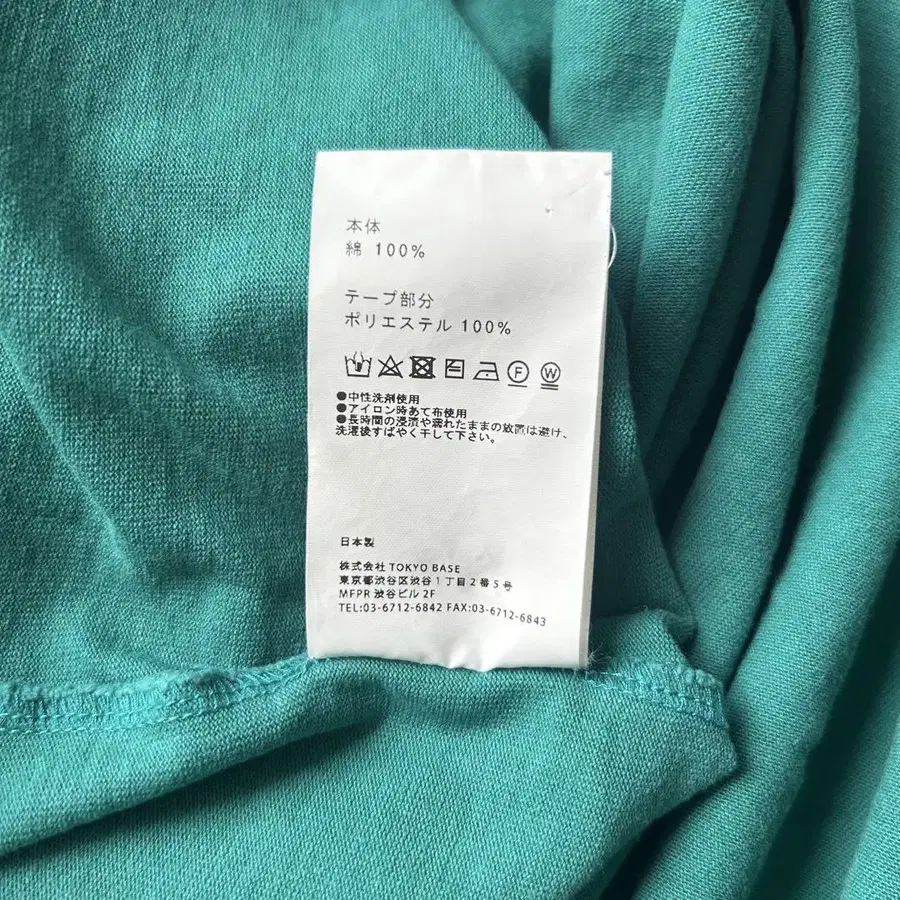 本体
綿 100%
テープ部分
ポリエステル 100%
F W
●中性洗剤使用
●アイロン時あて布使用
●長時間の浸漬や濡れたままの放置は避け、
洗濯後すばやく干して下さい。
日本製
株式会社 TOKYO BASE
東京都渋谷区渋谷1丁目2番5号
MFPR 渋谷ビル 2F
TEL:03-6712-6842 FAX:03-6712-6843